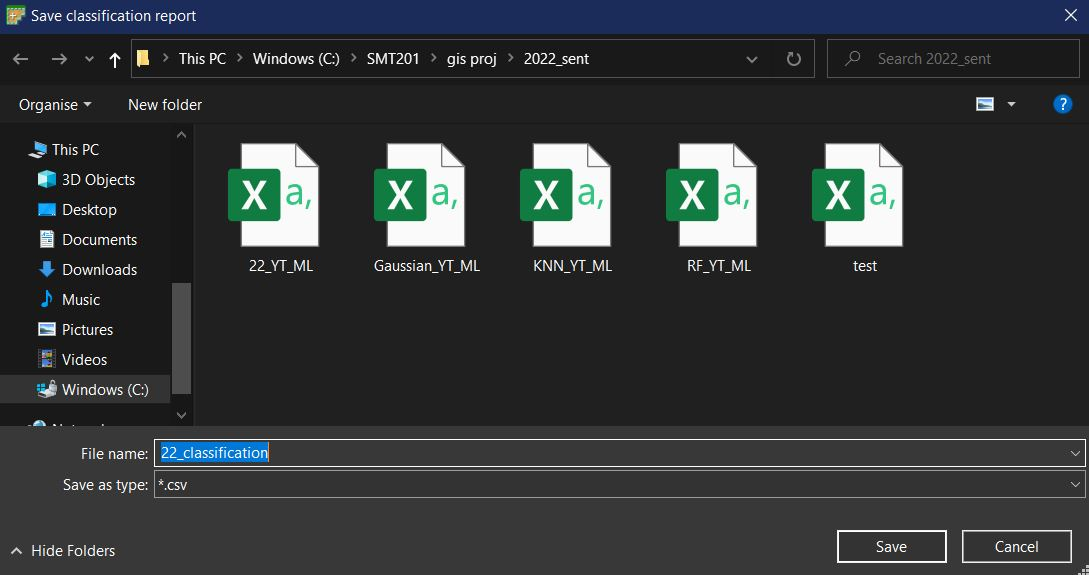 Save classification report
This PC > Windows (C:) > SMT201 > gis proj > 2022_sent
Search 2022_sent
Organise
New folder
?
This PC
3D Objects
Desktop
Documents
Downloads
Music
Pictures
Videos
Windows (C:)
X a,
X a,
X a,
X a,
X a,
22_YT_ML
Gaussian_YT_ML
KNN_YT_ML
RF_YT_ML
test
File name: 22_classification
Save as type: *.csv
Hide Folders
Save
Cancel